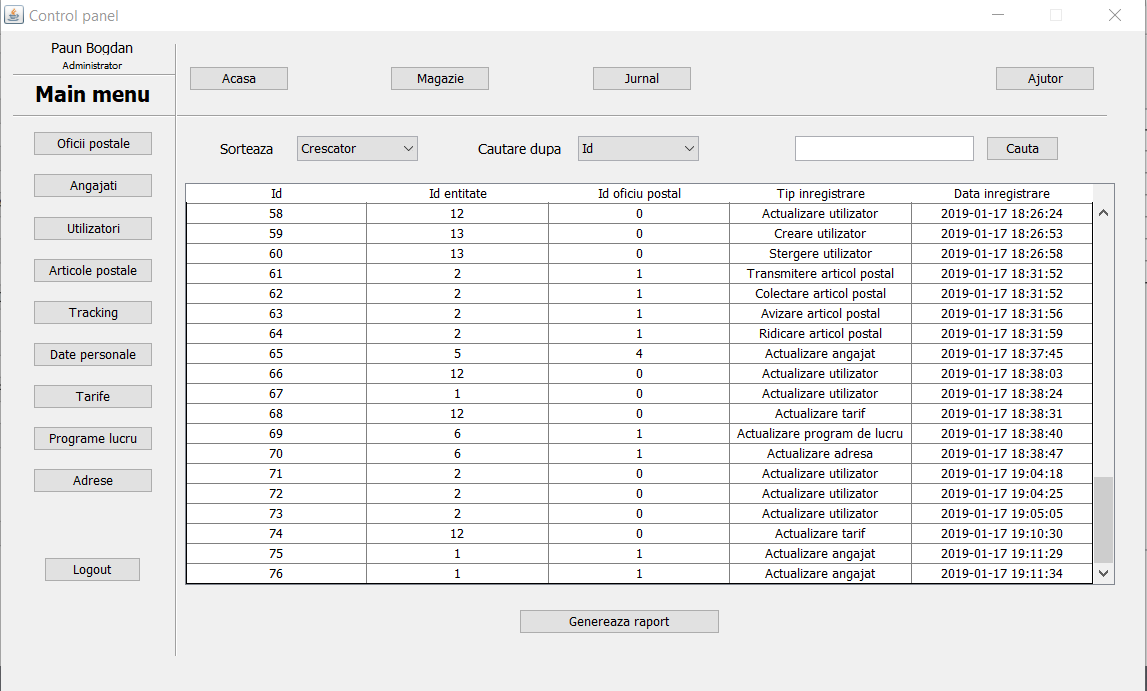 Control panel
Paun Bogdan
Administrator
Main menu
Oficii postale
Angajati
Utilizatori
Articole postale
Tracking
Date personale
Tarife
Programe lucru
Adrese
Logout
Acasa Magazie Jurnal Ajutor
Sorteaza Crescator Cautare dupa Id Cauta
Id Id entitate Id oficiu postal Tip inregistrare Data inregistrare
58 12 0 Actualizare utilizator 2019-01-17 18:26:24
59 13 0 Creare utilizator 2019-01-17 18:26:53
60 13 0 Stergere utilizator 2019-01-17 18:26:58
61 2 1 Transmitere articol postal 2019-01-17 18:31:52
62 2 1 Colectare articol postal 2019-01-17 18:31:52
63 2 1 Avizare articol postal 2019-01-17 18:31:56
64 2 1 Ridicare articol postal 2019-01-17 18:31:59
65 5 4 Actualizare angajat 2019-01-17 18:37:45
66 12 0 Actualizare utilizator 2019-01-17 18:38:03
67 1 0 Actualizare utilizator 2019-01-17 18:38:24
68 12 0 Actualizare tarif 2019-01-17 18:38:31
69 6 1 Actualizare program de lucru 2019-01-17 18:38:40
70 6 1 Actualizare adresa 2019-01-17 18:38:47
71 2 0 Actualizare utilizator 2019-01-17 19:04:18
72 2 0 Actualizare utilizator 2019-01-17 19:04:25
73 2 0 Actualizare utilizator 2019-01-17 19:05:05
74 12 0 Actualizare tarif 2019-01-17 19:10:30
75 1 1 Actualizare angajat 2019-01-17 19:11:29
76 1 1 Actualizare angajat 2019-01-17 19:11:34
Genereaza raport